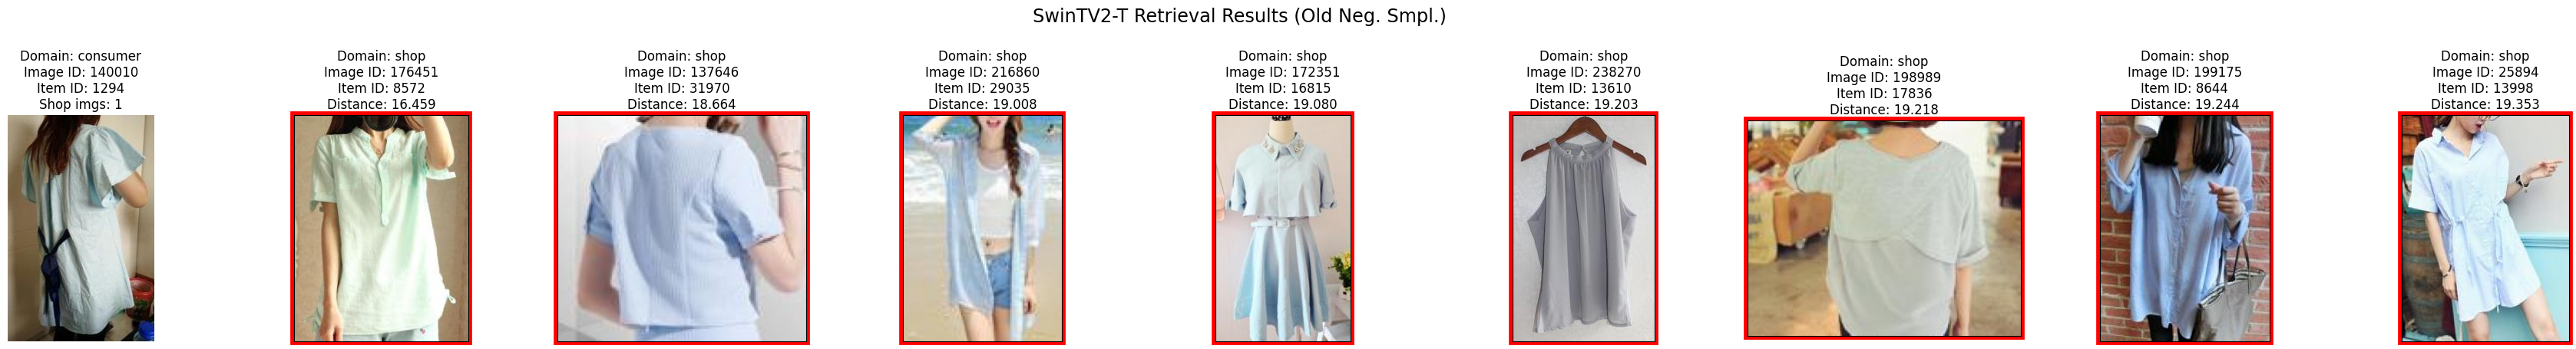 SwinTV2-T Retrieval Results (Old Neg. Smpl.)
Domain: consumer
Image ID: 140010
Item ID: 1294
Shop imgs: 1
Domain: shop
Image ID: 176451
Item ID: 8572
Distance: 16.459
Domain: shop
Image ID: 137646
Item ID: 31970
Distance: 18.664
Domain: shop
Image ID: 216860
Item ID: 29035
Distance: 19.008
Domain: shop
Image ID: 172351
Item ID: 16815
Distance: 19.080
Domain: shop
Image ID: 238270
Item ID: 13610
Distance: 19.203
Domain: shop
Image ID: 198989
Item ID: 17836
Distance: 19.218
Domain: shop
Image ID: 199175
Item ID: 8644
Distance: 19.244
Domain: shop
Image ID: 25894
Item ID: 13998
Distance: 19.353